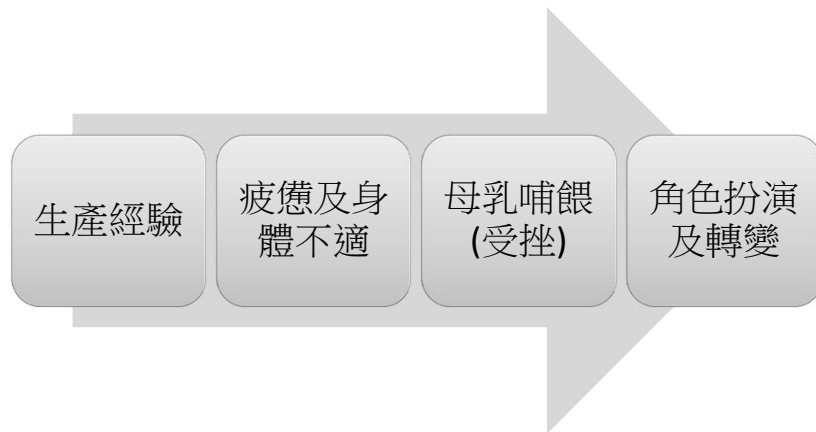 生產經驗
疲憊及身
體不適
母乳哺餵
(受挫)
角色扮演
及轉變